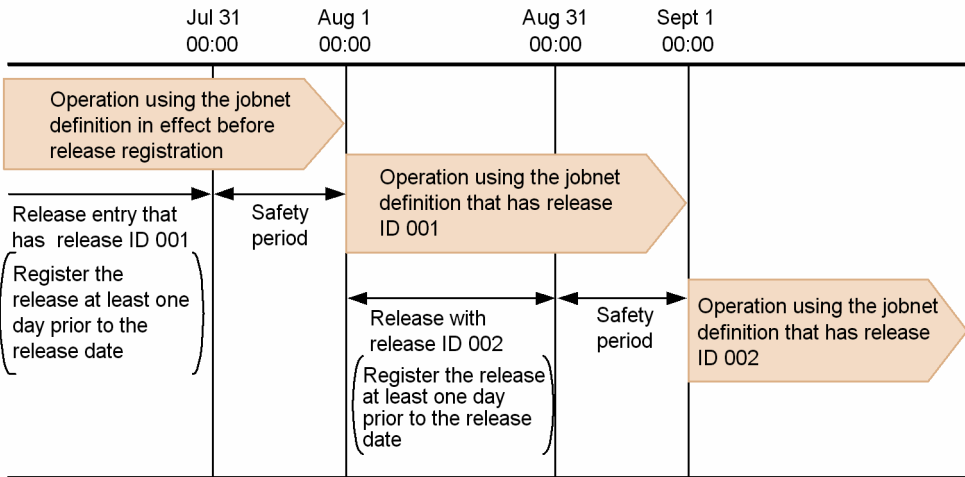 Jul 31
00:00
Aug 1
00:00
Aug 31
00:00
Sept 1
00:00
Operation using the jobnet
definition in effect before
release registration
Operation using the jobnet
definition that has release
ID 001
Release entry that
has release ID 001
Safety
period
Register the
release at least one
day prior to the
release date
Release with
release ID 002
Register the release
at least one day
prior to the release
date
Safety
period
Operation using the jobnet
definition that has release
ID 002